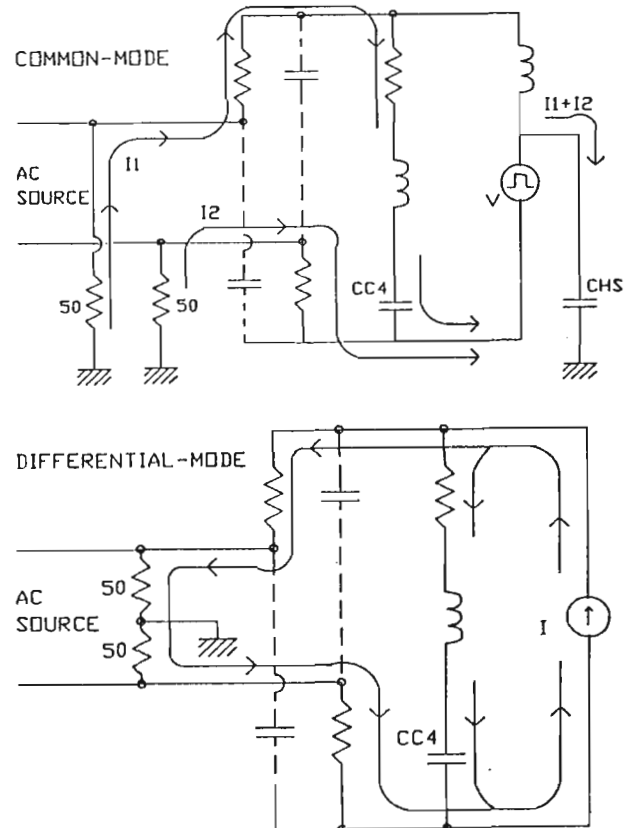 COMMON-MODE
I1+I2
I1
AC
SOURCE
V
I2
50
50
CC4
CHS
DIFFERENTIAL-MODE
50
AC
SOURCE
50
I
CC4